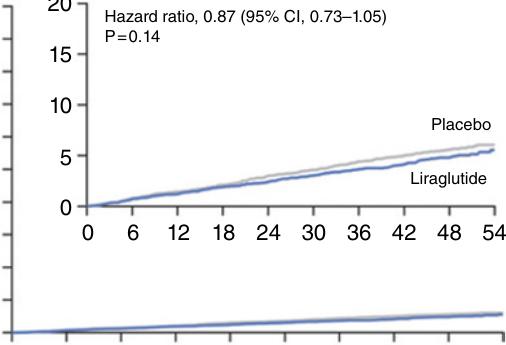 20
Hazard ratio, 0.87 (95% CI, 0.73–1.05)
P=0.14
15
10
Placebo
5
Liraglutide
0
0 6 12 18 24 30 36 42 48 54